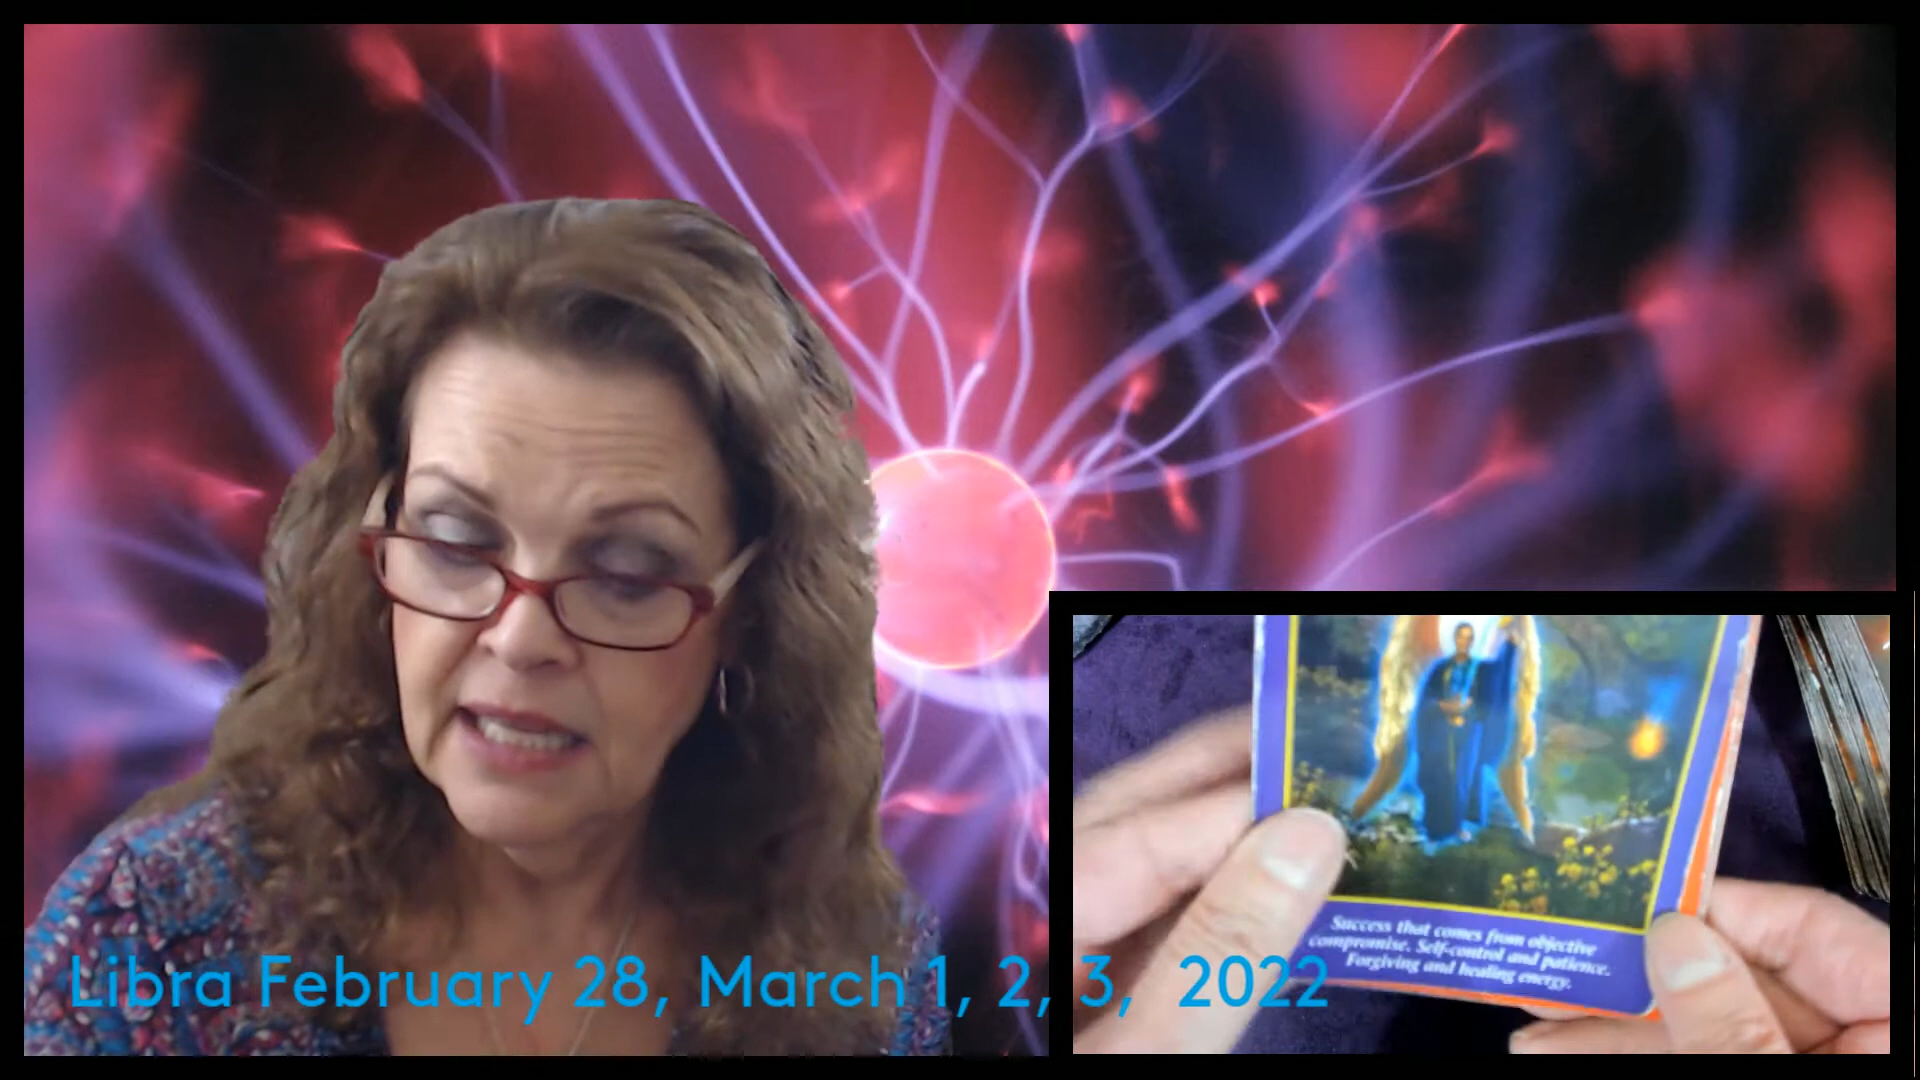 Success that comes from objective
compromise. Self-control and patience.
Forgiving and healing energy.
Libra February 28, March 1, 2, 3, 2022